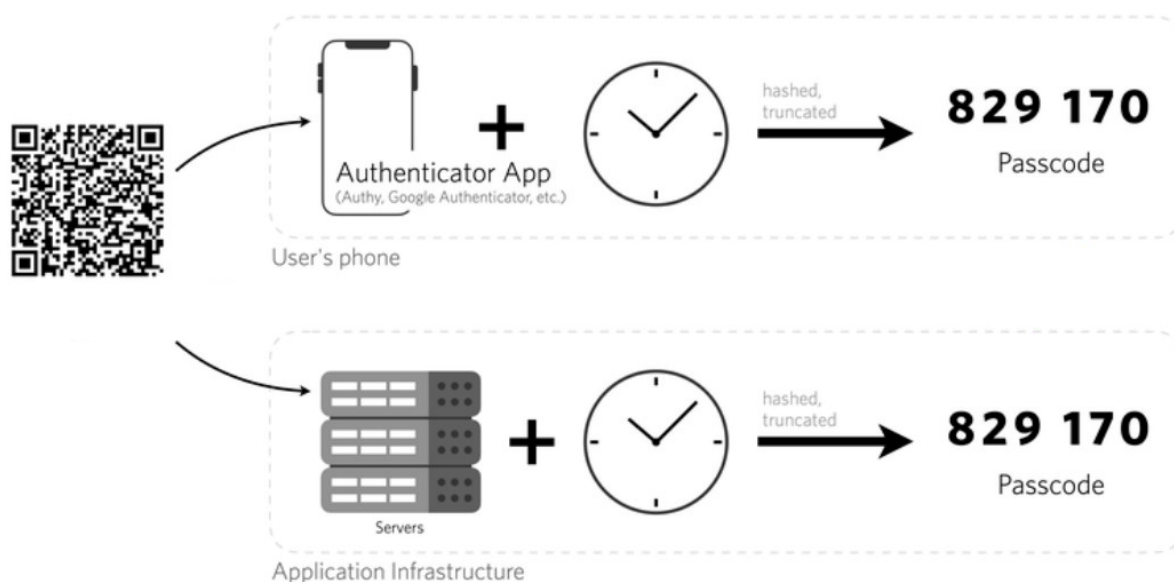 hashed,
truncated
829 170
Passcode
Authenticator App
(Authy, Google Authenticator, etc.)
User's phone
hashed,
truncated
829 170
Passcode
Servers
Application Infrastructure